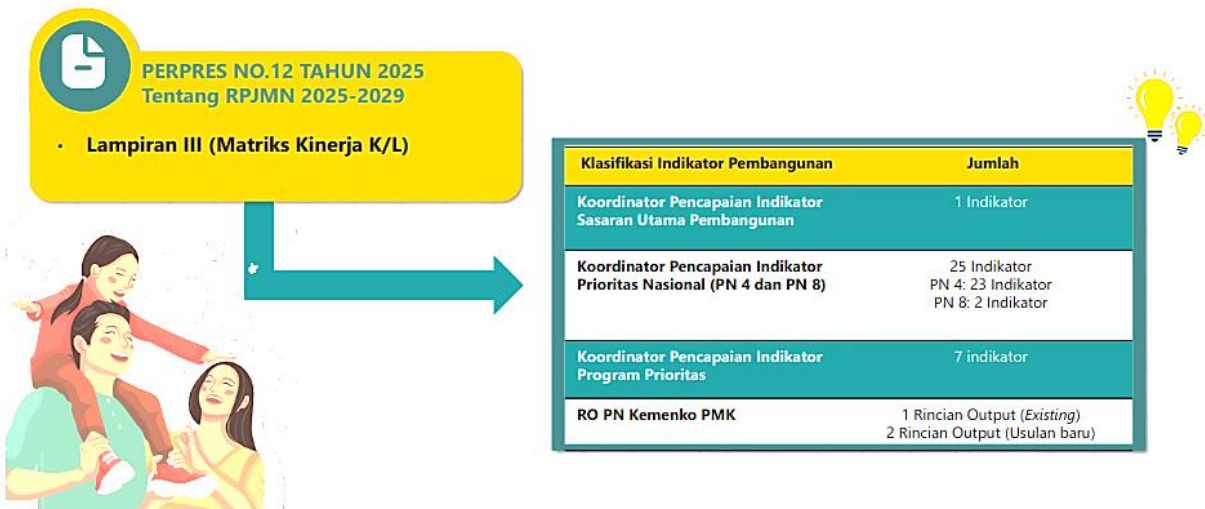 PERPRES NO.12 TAHUN 2025
Tentang RPJMN 2025-2029
• Lampiran III (Matriks Kinerja K/L)
Klasifikasi Indikator Pembangunan Jumlah
Koordinator Pencapaian Indikator
Sasaran Utama Pembangunan
1 Indikator
Koordinator Pencapaian Indikator
Prioritas Nasional (PN 4 dan PN 8)
25 Indikator
PN 4: 23 Indikator
PN 8: 2 Indikator
Koordinator Pencapaian Indikator
Program Prioritas
7 indikator
RO PN Kemenko PMK
1 Rincian Output (Existing)
2 Rincian Output (Usulan baru)